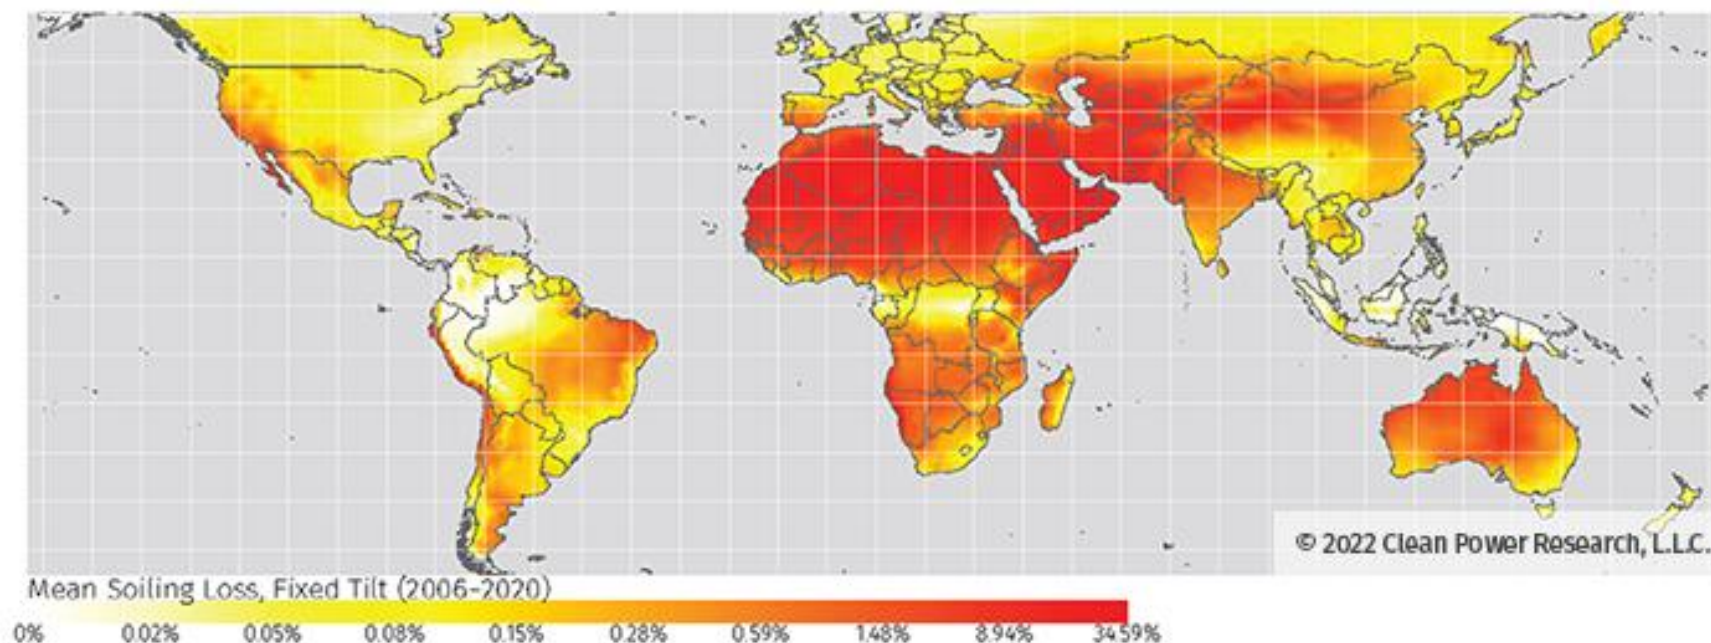 © 2022 Clean Power Research, L.L.C.
Mean Soiling Loss, Fixed Tilt (2006-2020)
0% 0.02% 0.05% 0.08% 0.15% 0.28% 0.59% 1.48% 8.94% 34.59%